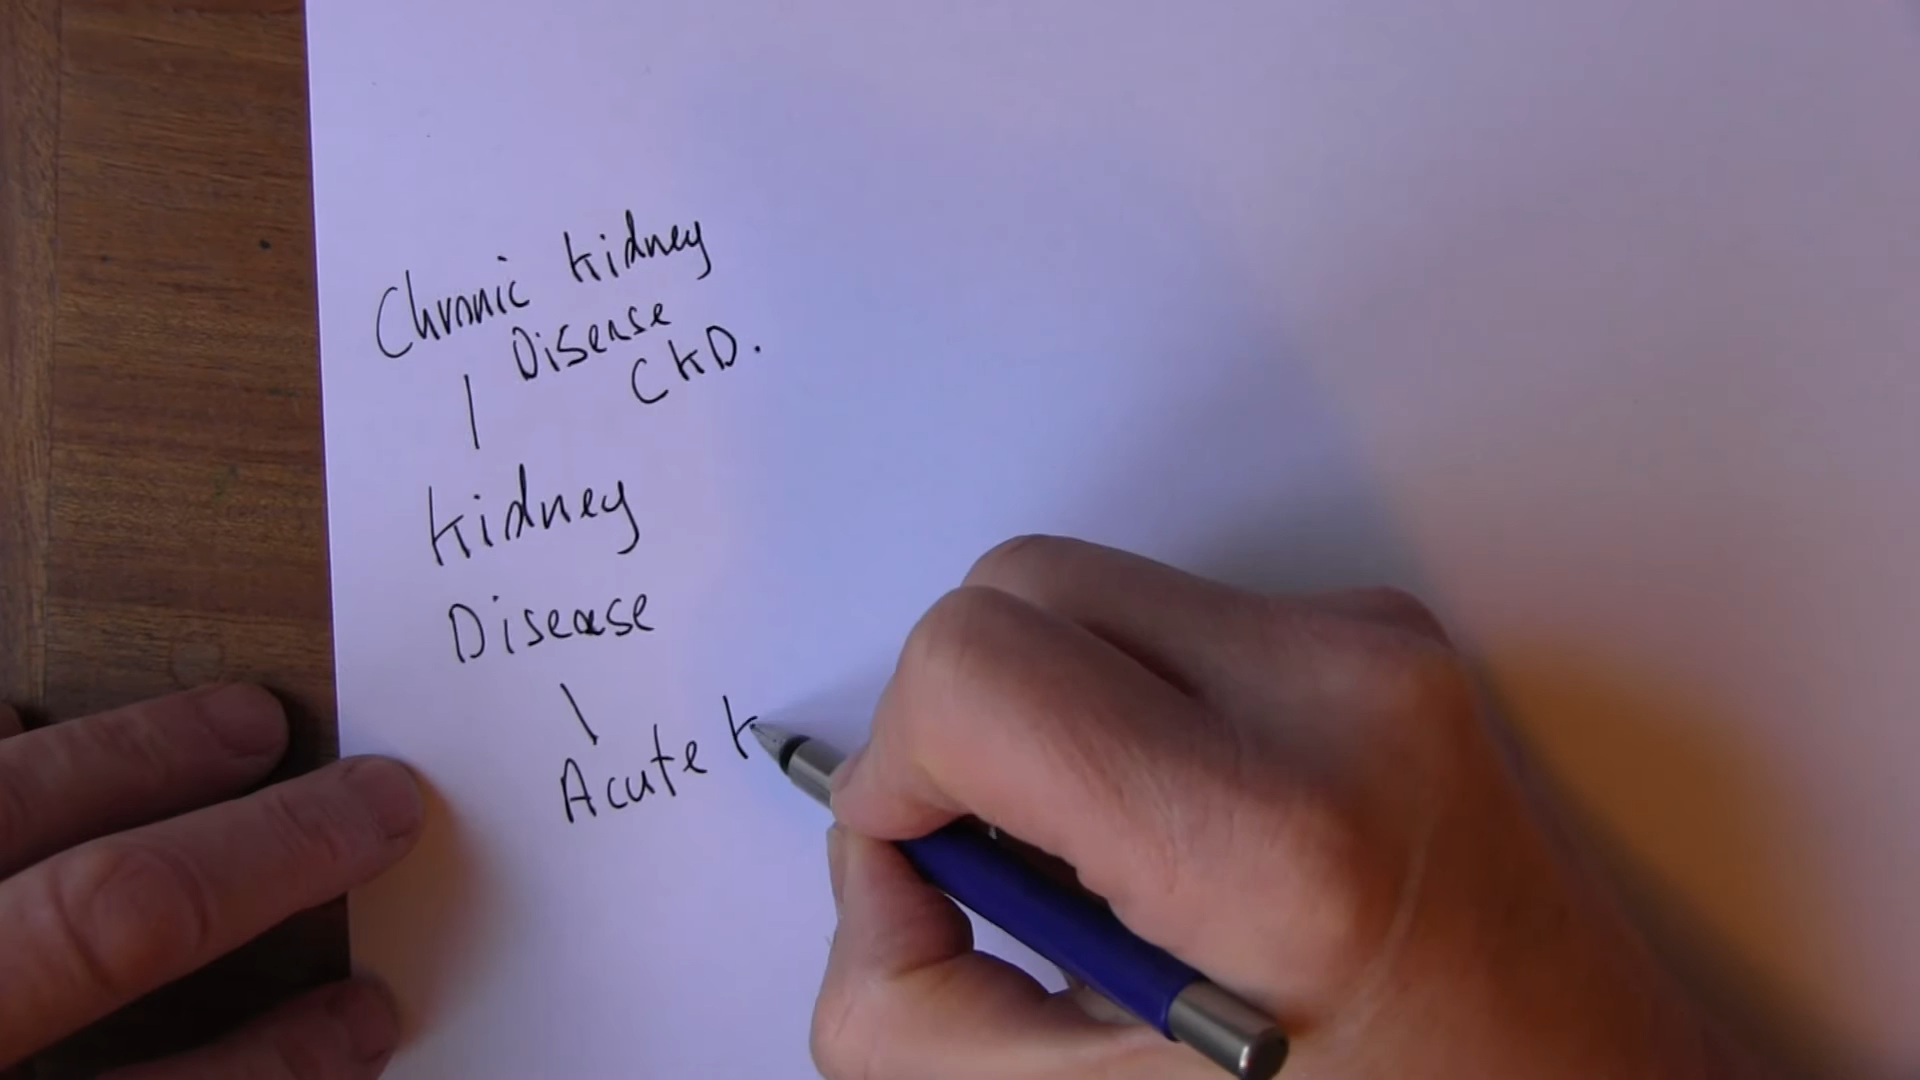 Chronic Kidney
Disease
CKD.
Kidney
Disease
Acute K